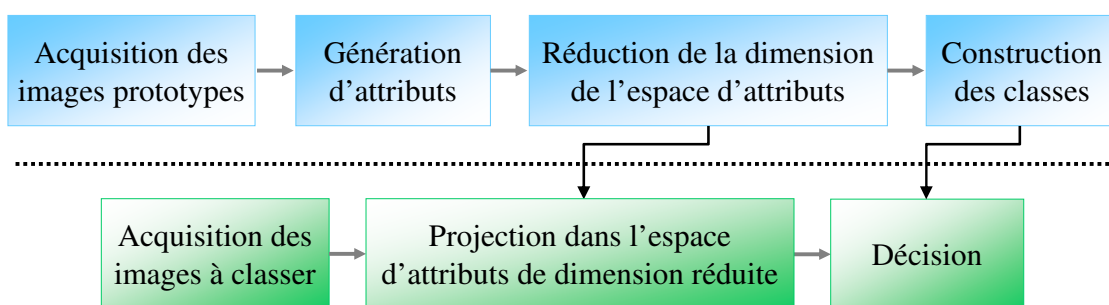 Acquisition des
images prototypes
Génération
d’attributs
Réduction de la dimension
de l’espace d’attributs
Construction
des classes
Acquisition des
images à classer
Projection dans l’espace
d’attributs de dimension réduite
Décision